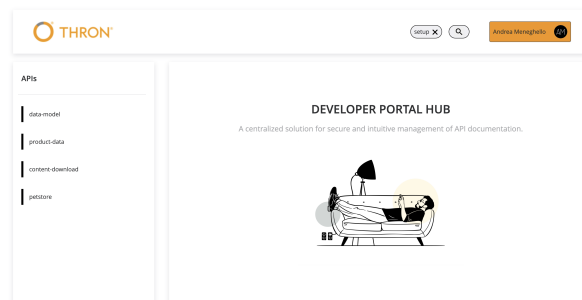 THRON
setup
Andrea Meneghello
AM
APIs
data-model
product-data
content-download
petstore
DEVELOPER PORTAL HUB
A centralized solution for secure and intuitive management of API documentation.